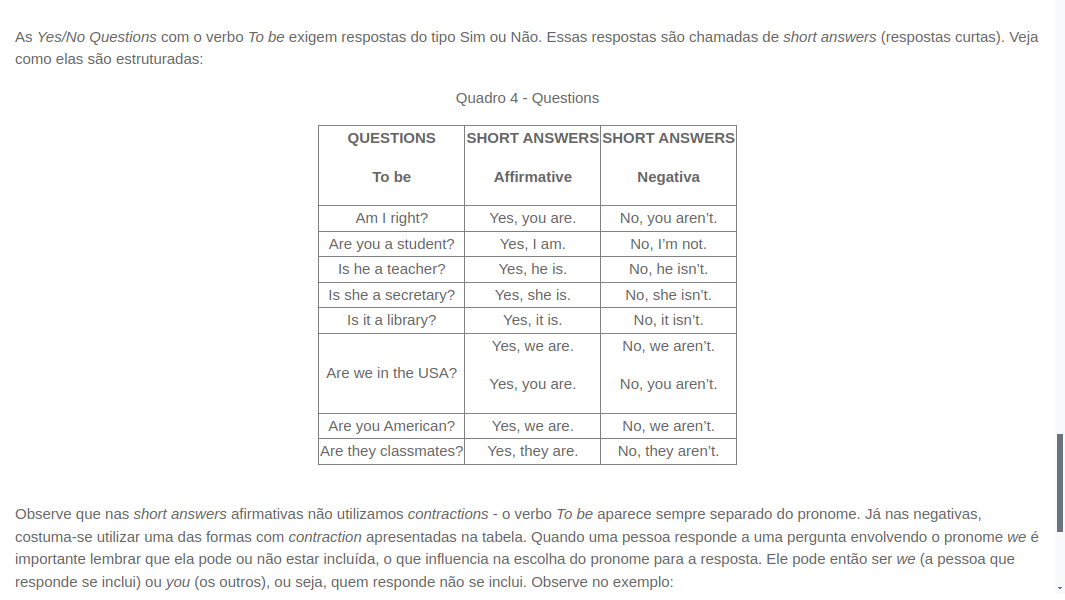 As Yes/No Questions com o verbo To be exigem respostas do tipo Sim ou Não. Essas respostas são chamadas de short answers (respostas curtas). Veja
como elas são estruturadas:
Quadro 4 - Questions
QUESTIONS SHORT ANSWERS SHORT ANSWERS
To be Affirmative Negativa
Am I right? Yes, you are. No, you aren’t.
Are you a student? Yes, I am. No, I’m not.
Is he a teacher? Yes, he is. No, he isn’t.
Is she a secretary? Yes, she is. No, she isn’t.
Is it a library? Yes, it is. No, it isn’t.
Yes, we are. No, we aren’t.
Are we in the USA?
Yes, you are. No, you aren’t.
Are you American? Yes, we are. No, we aren’t.
Are they classmates? Yes, they are. No, they aren’t.
Observe que nas short answers afirmativas não utilizamos contractions - o verbo To be aparece sempre separado do pronome. Já nas negativas,
costuma-se utilizar uma das formas com contraction apresentadas na tabela. Quando uma pessoa responde a uma pergunta envolvendo o pronome we é
importante lembrar que ela pode ou não estar incluída, o que influencia na escolha do pronome para a resposta. Ele pode então ser we (a pessoa que
responde se inclui) ou you (os outros), ou seja, quem responde não se inclui. Observe no exemplo: